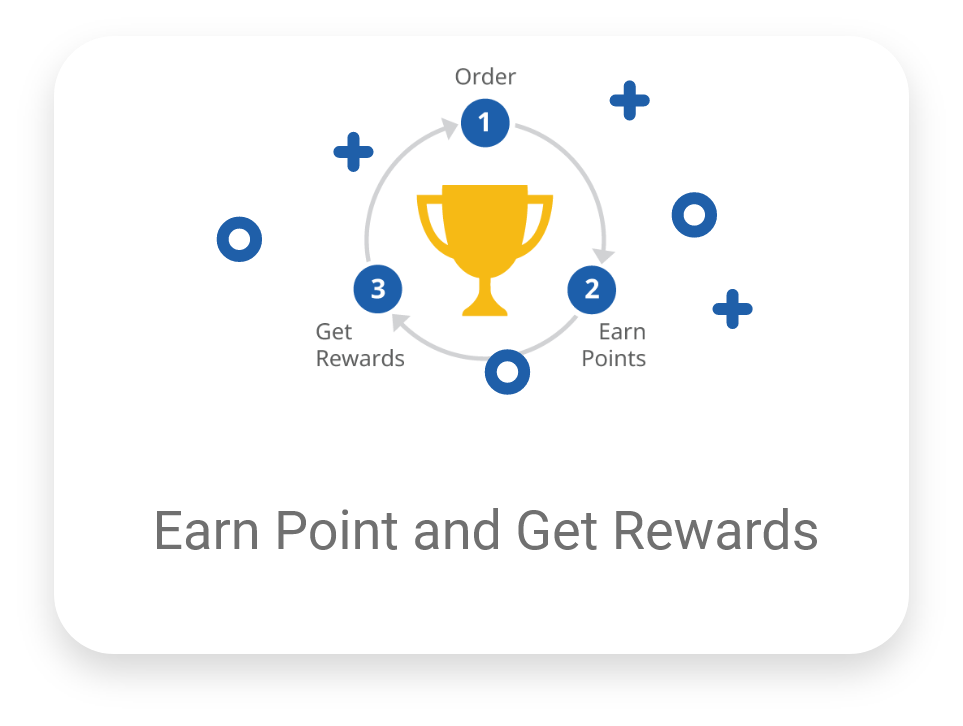 Order
1
3
2
Get
Rewards
Earn
Points
Earn Point and Get Rewards